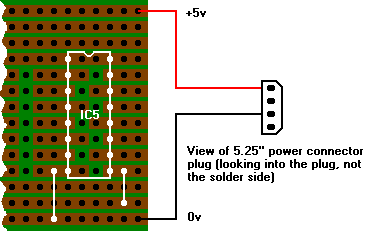 +5v
IC5
View of 5.25" power connector
plug (looking into the plug, not
the solder side)
0v